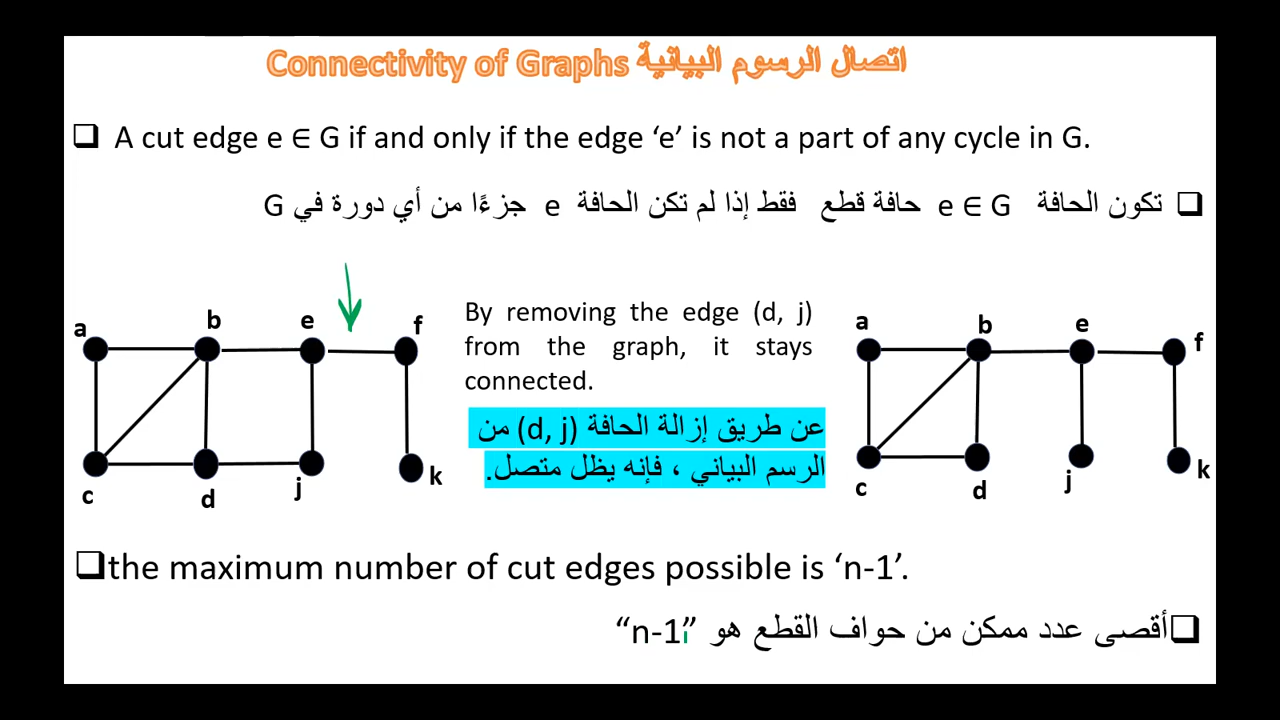 Connectivity of Graphs اتصال الرسوم البيانية
❑ A cut edge e ∈ G if and only if the edge ‘e’ is not a part of any cycle in G.
❑ تكون الحافة e ∈ G حافة قطع فقط إذا لم تكن الحافة e جزءًا من أي دورة في G
a b e f
c d j k
By removing the edge (d, j)
from the graph, it stays
connected.
عن طريق إزالة الحافة (d, j) من
الرسم البياني ، فإنه يظل متصل.
a b e f
c d j k
❑the maximum number of cut edges possible is ‘n-1’.
❑أقصى عدد ممكن من حواف القطع هو “n-1”